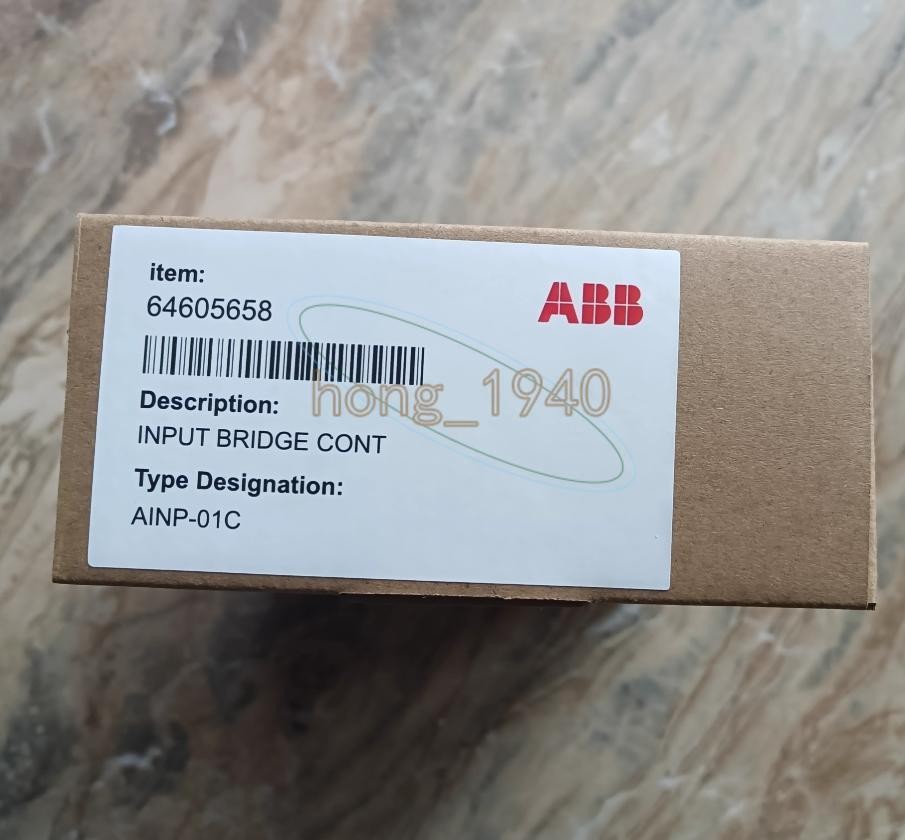 item:
64605658
ABB
hong_1940
Description:
INPUT BRIDGE CONT
Type Designation:
AINP-01C